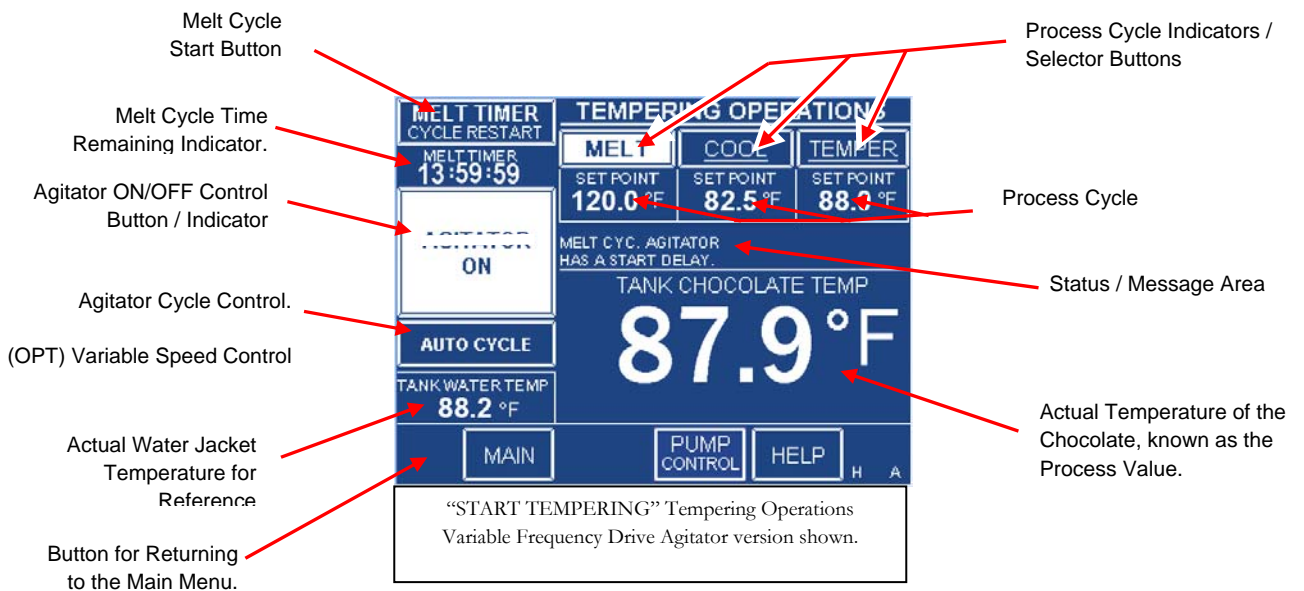 Melt Cycle
Start Button
Process Cycle Indicators /
Selector Buttons
Melt Cycle Time
Remaining Indicator.
Agitator ON/OFF Control
Button / Indicator
Agitator Cycle Control.
(OPT) Variable Speed Control
Actual Water Jacket
Temperature for
Reference
Button for Returning
to the Main Menu.
MELT TIMER
CYCLE RESTART
MELT TIMER
13:59:59
AGITATOR
ON
AUTO CYCLE
TANK WATER TEMP
88.2 °F
MAIN
TEMPERING OPERATIONS
MELT COOL TEMPER
SET POINT SET POINT SET POINT
120.0 °F 82.5 °F 88.0 °F
MELT CYC. AGITATOR
HAS A START DELAY.
TANK CHOCOLATE TEMP
87.9 °F
PUMP
CONTROL
HELP
H A
Process Cycle
Status / Message Area
Actual Temperature of the
Chocolate, known as the
Process Value.
“START TEMPERING” Tempering Operations
Variable Frequency Drive Agitator version shown.